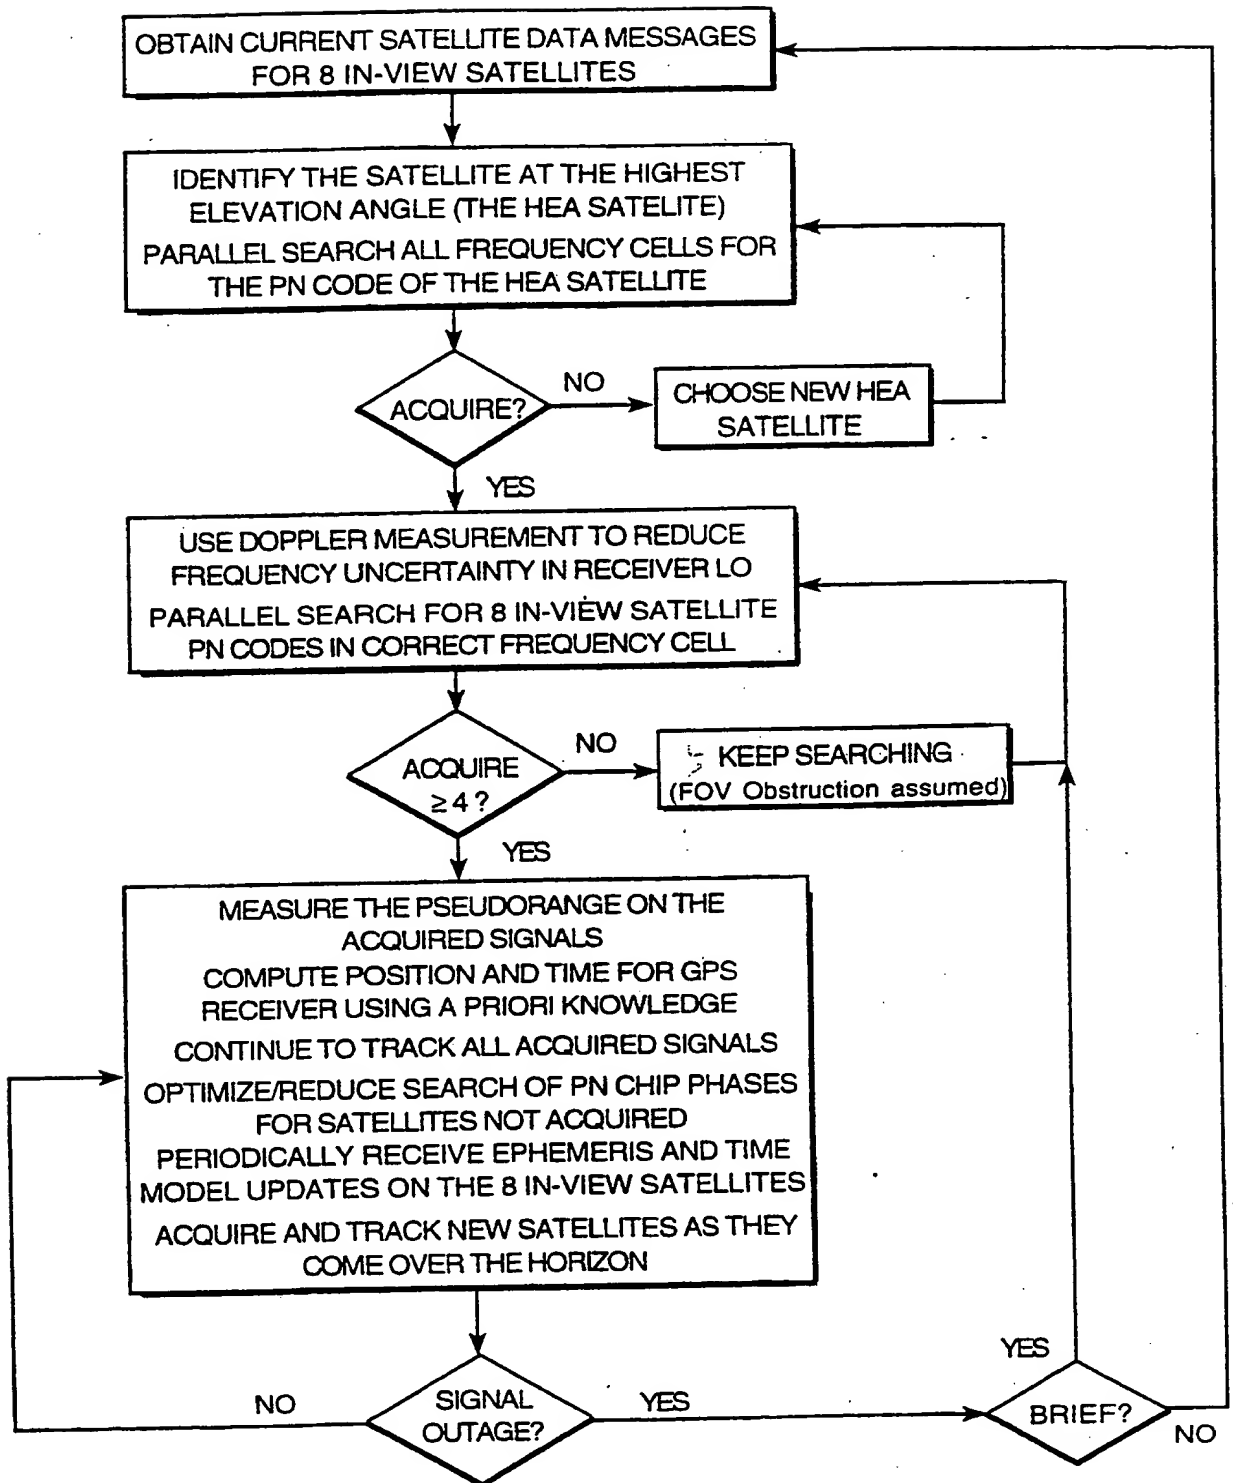 OBTAIN CURRENT SATELLITE DATA MESSAGES
FOR 8 IN-VIEW SATELLITES
IDENTIFY THE SATELLITE AT THE HIGHEST
ELEVATION ANGLE (THE HEA SATELITE)
PARALLEL SEARCH ALL FREQUENCY CELLS FOR
THE PN CODE OF THE HEA SATELLITE
ACQUIRE?
NO
CHOOSE NEW HEA
SATELLITE
YES
USE DOPPLER MEASUREMENT TO REDUCE
FREQUENCY UNCERTAINTY IN RECEIVER LO
PARALLEL SEARCH FOR 8 IN-VIEW SATELLITE
PN CODES IN CORRECT FREQUENCY CELL
ACQUIRE
≥4?
NO
KEEP SEARCHING
(FOV Obstruction assumed)
YES
MEASURE THE PSEUDORANGE ON THE
ACQUIRED SIGNALS
COMPUTE POSITION AND TIME FOR GPS
RECEIVER USING A PRIORI KNOWLEDGE
CONTINUE TO TRACK ALL ACQUIRED SIGNALS
OPTIMIZE/REDUCE SEARCH OF PN CHIP PHASES
FOR SATELLITES NOT ACQUIRED
PERIODICALLY RECEIVE EPHEMERIS AND TIME
MODEL UPDATES ON THE 8 IN-VIEW SATELLITES
ACQUIRE AND TRACK NEW SATELLITES AS THEY
COME OVER THE HORIZON
SIGNAL
OUTAGE?
NO
YES
BRIEF?
YES
NO